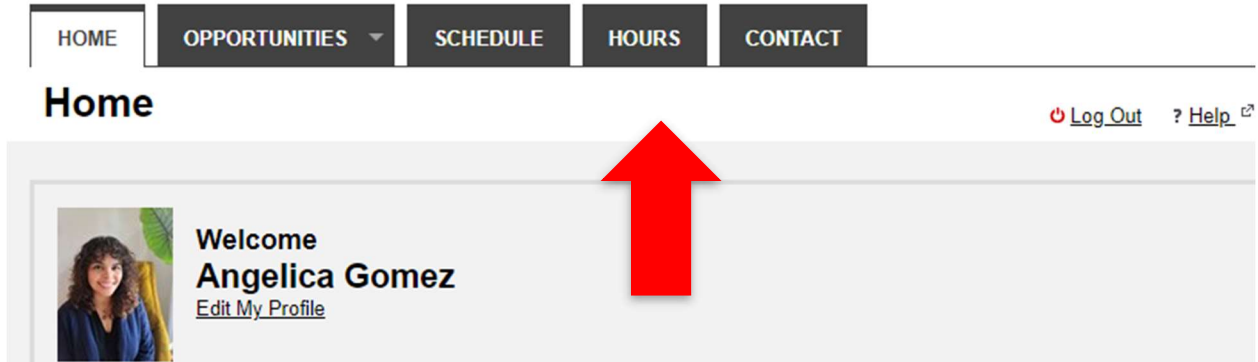 HOME OPPORTUNITIES SCHEDULE HOURS CONTACT
Home
Log Out ? Help
Welcome
Angelica Gomez
Edit My Profile